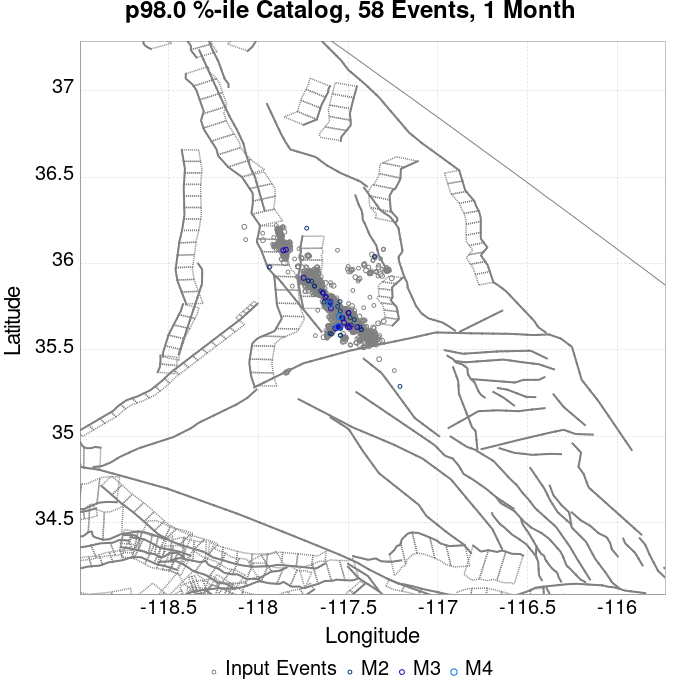 p98.0 %-ile Catalog, 58 Events, 1 Month
37
36.5
36
35.5
35
34.5
Latitude
-118.5 -118 -117.5 -117 -116.5 -116
Longitude
Input Events M2 M3 M4